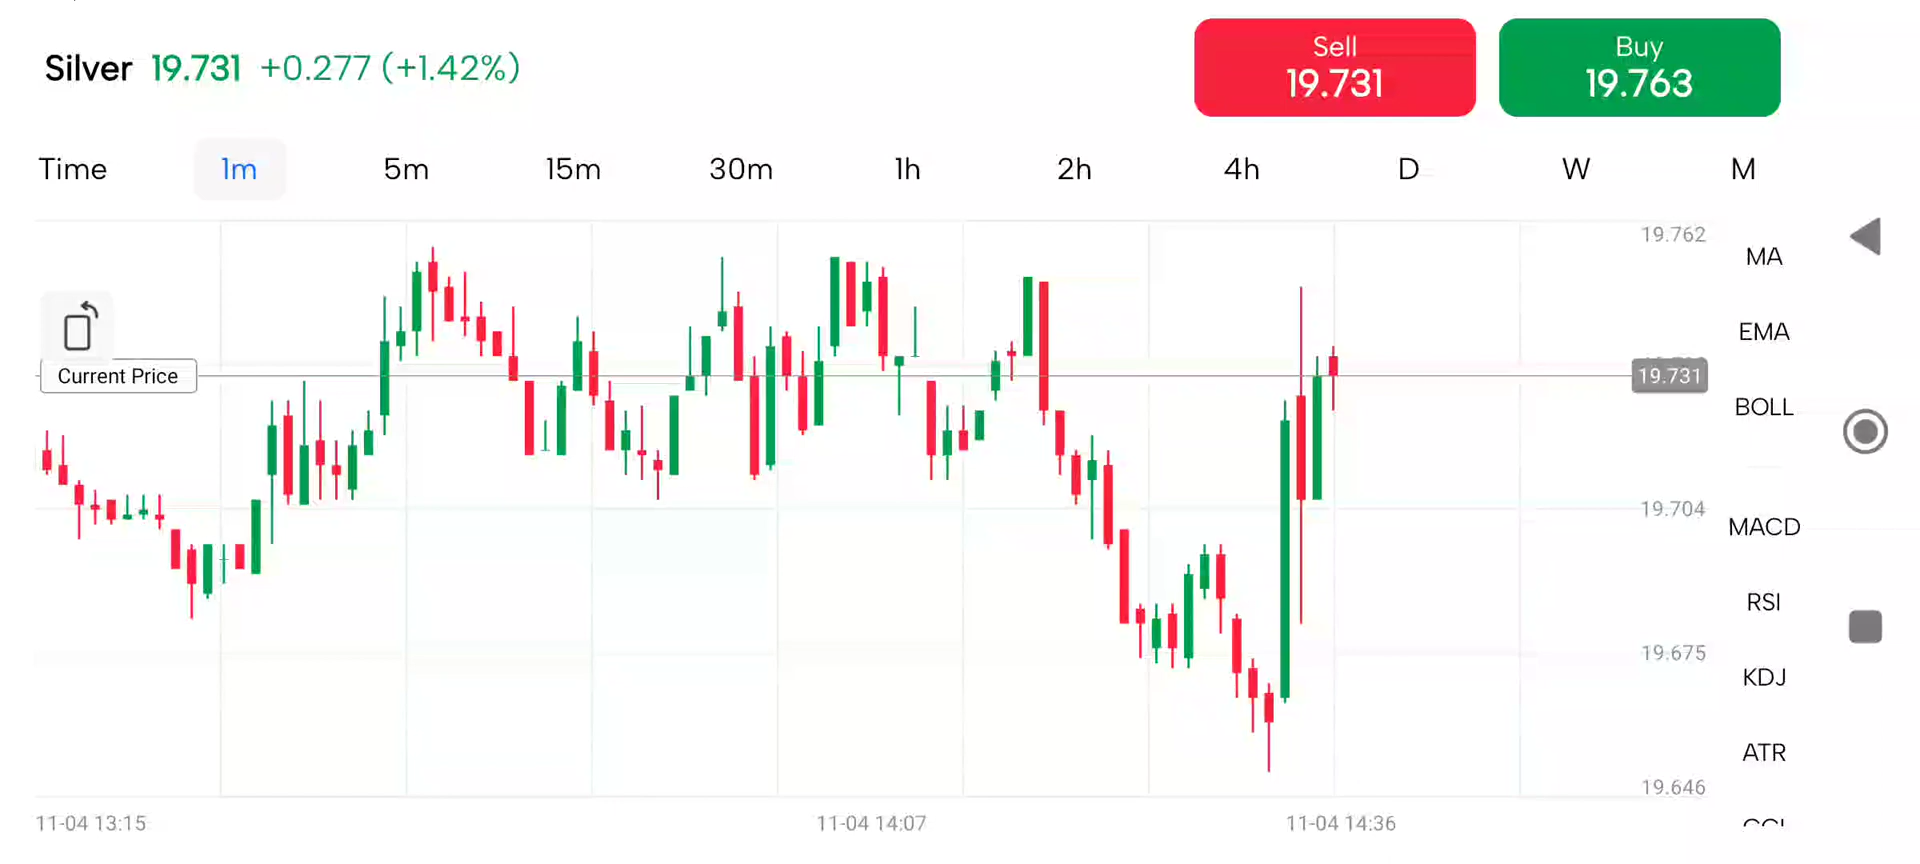 Silver 19.731 +0.277 (+1.42%)
Sell
19.731
Buy
19.763
Time 1m 5m 15m 30m 1h 2h 4h D W M
19.762
Current Price
19.731
19.704
19.675
19.646
MA
EMA
BOLL
MACD
RSI
KDJ
ATR
11-04 13:15 11-04 14:07 11-04 14:36